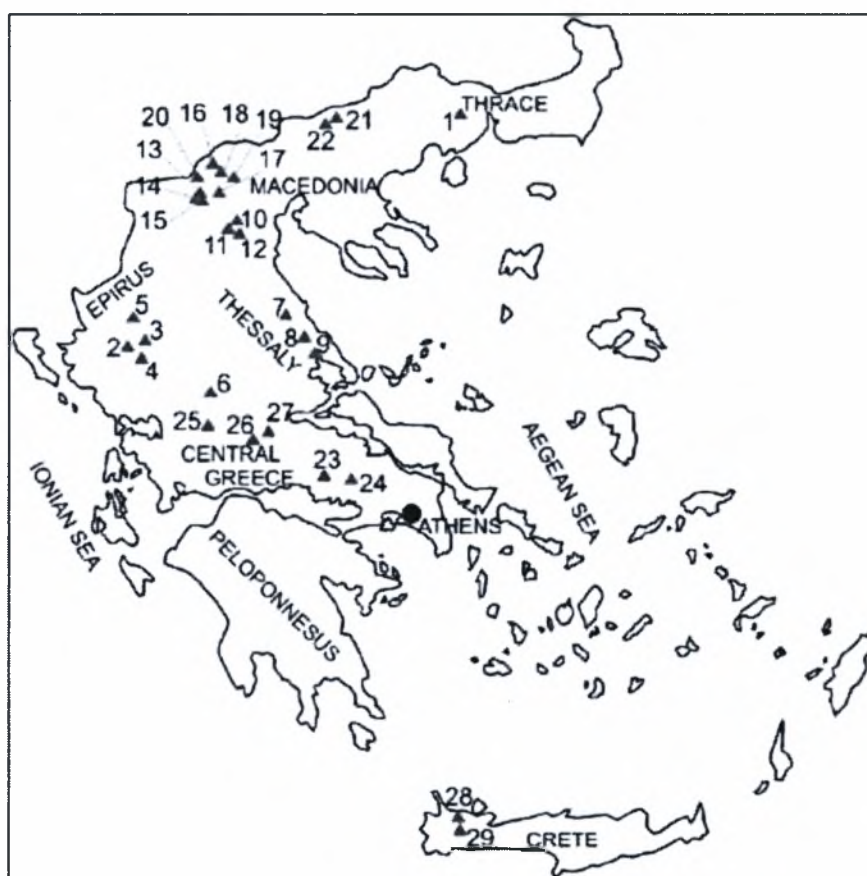 THRACE
21
1
22
16
18
19
20
13
17
14
MACEDONIA
15
10
11
12
EPIRUS
5
7
THESSALY
3
8
9
2
4
6
27
25
26
CENTRAL
GREECE
23
24
AEGEAN SEA
IONIAN SEA
ATHENS
PELOPONNESUS
28
29
CRETE